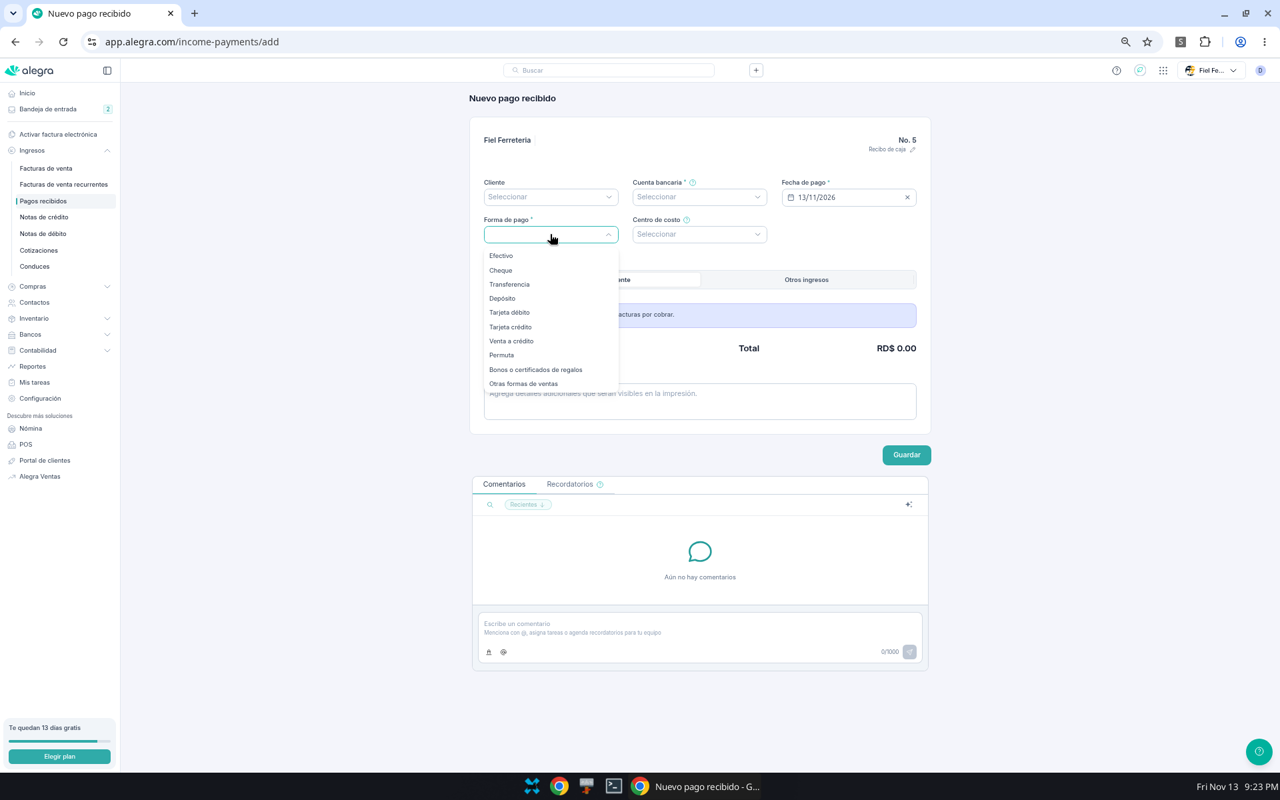 Nuevo pago recibido
app.alegra.com/income-payments/add
S
alegra
Buscar
Fiel Fe...
D
Inicio
Bandeja de entrada
2
Activar factura electrónica
Ingresos
Facturas de venta
Facturas de venta recurrentes
Pagos recibidos
Notas de crédito
Notas de débito
Cotizaciones
Conduces
Compras
Contactos
Inventario
Bancos
Contabilidad
Reportes
Mis tareas
Configuración
Descubre más soluciones
Nómina
POS
Portal de clientes
Alegra Ventas
Te quedan 13 días gratis
Elegir plan
Nuevo pago recibido
Fiel Ferreteria
No. 5
Recibo de caja
Cliente
Cuenta bancaria *
Fecha de pago *
Seleccionar
Seleccionar
13/11/2026
Forma de pago *
Centro de costo
Seleccionar
Efectivo
Cheque
Transferencia
Depósito
Tarjeta débito
Tarjeta crédito
Venta a crédito
Permuta
Bonos o certificados de regalos
Otras formas de ventas
ente
Otros ingresos
acturas por cobrar.
Total
RD$ 0.00
Agrega detalles adicionales que serán visibles en la impresión.
Guardar
Comentarios
Recordatorios
Recientes ↓
Aún no hay comentarios
Escribe un comentario
Menciona con @, asigna tareas o agenda recordatorios para tu equipo
0/1000
Nuevo pago recibido - G...
Fri Nov 13 9:23 PM